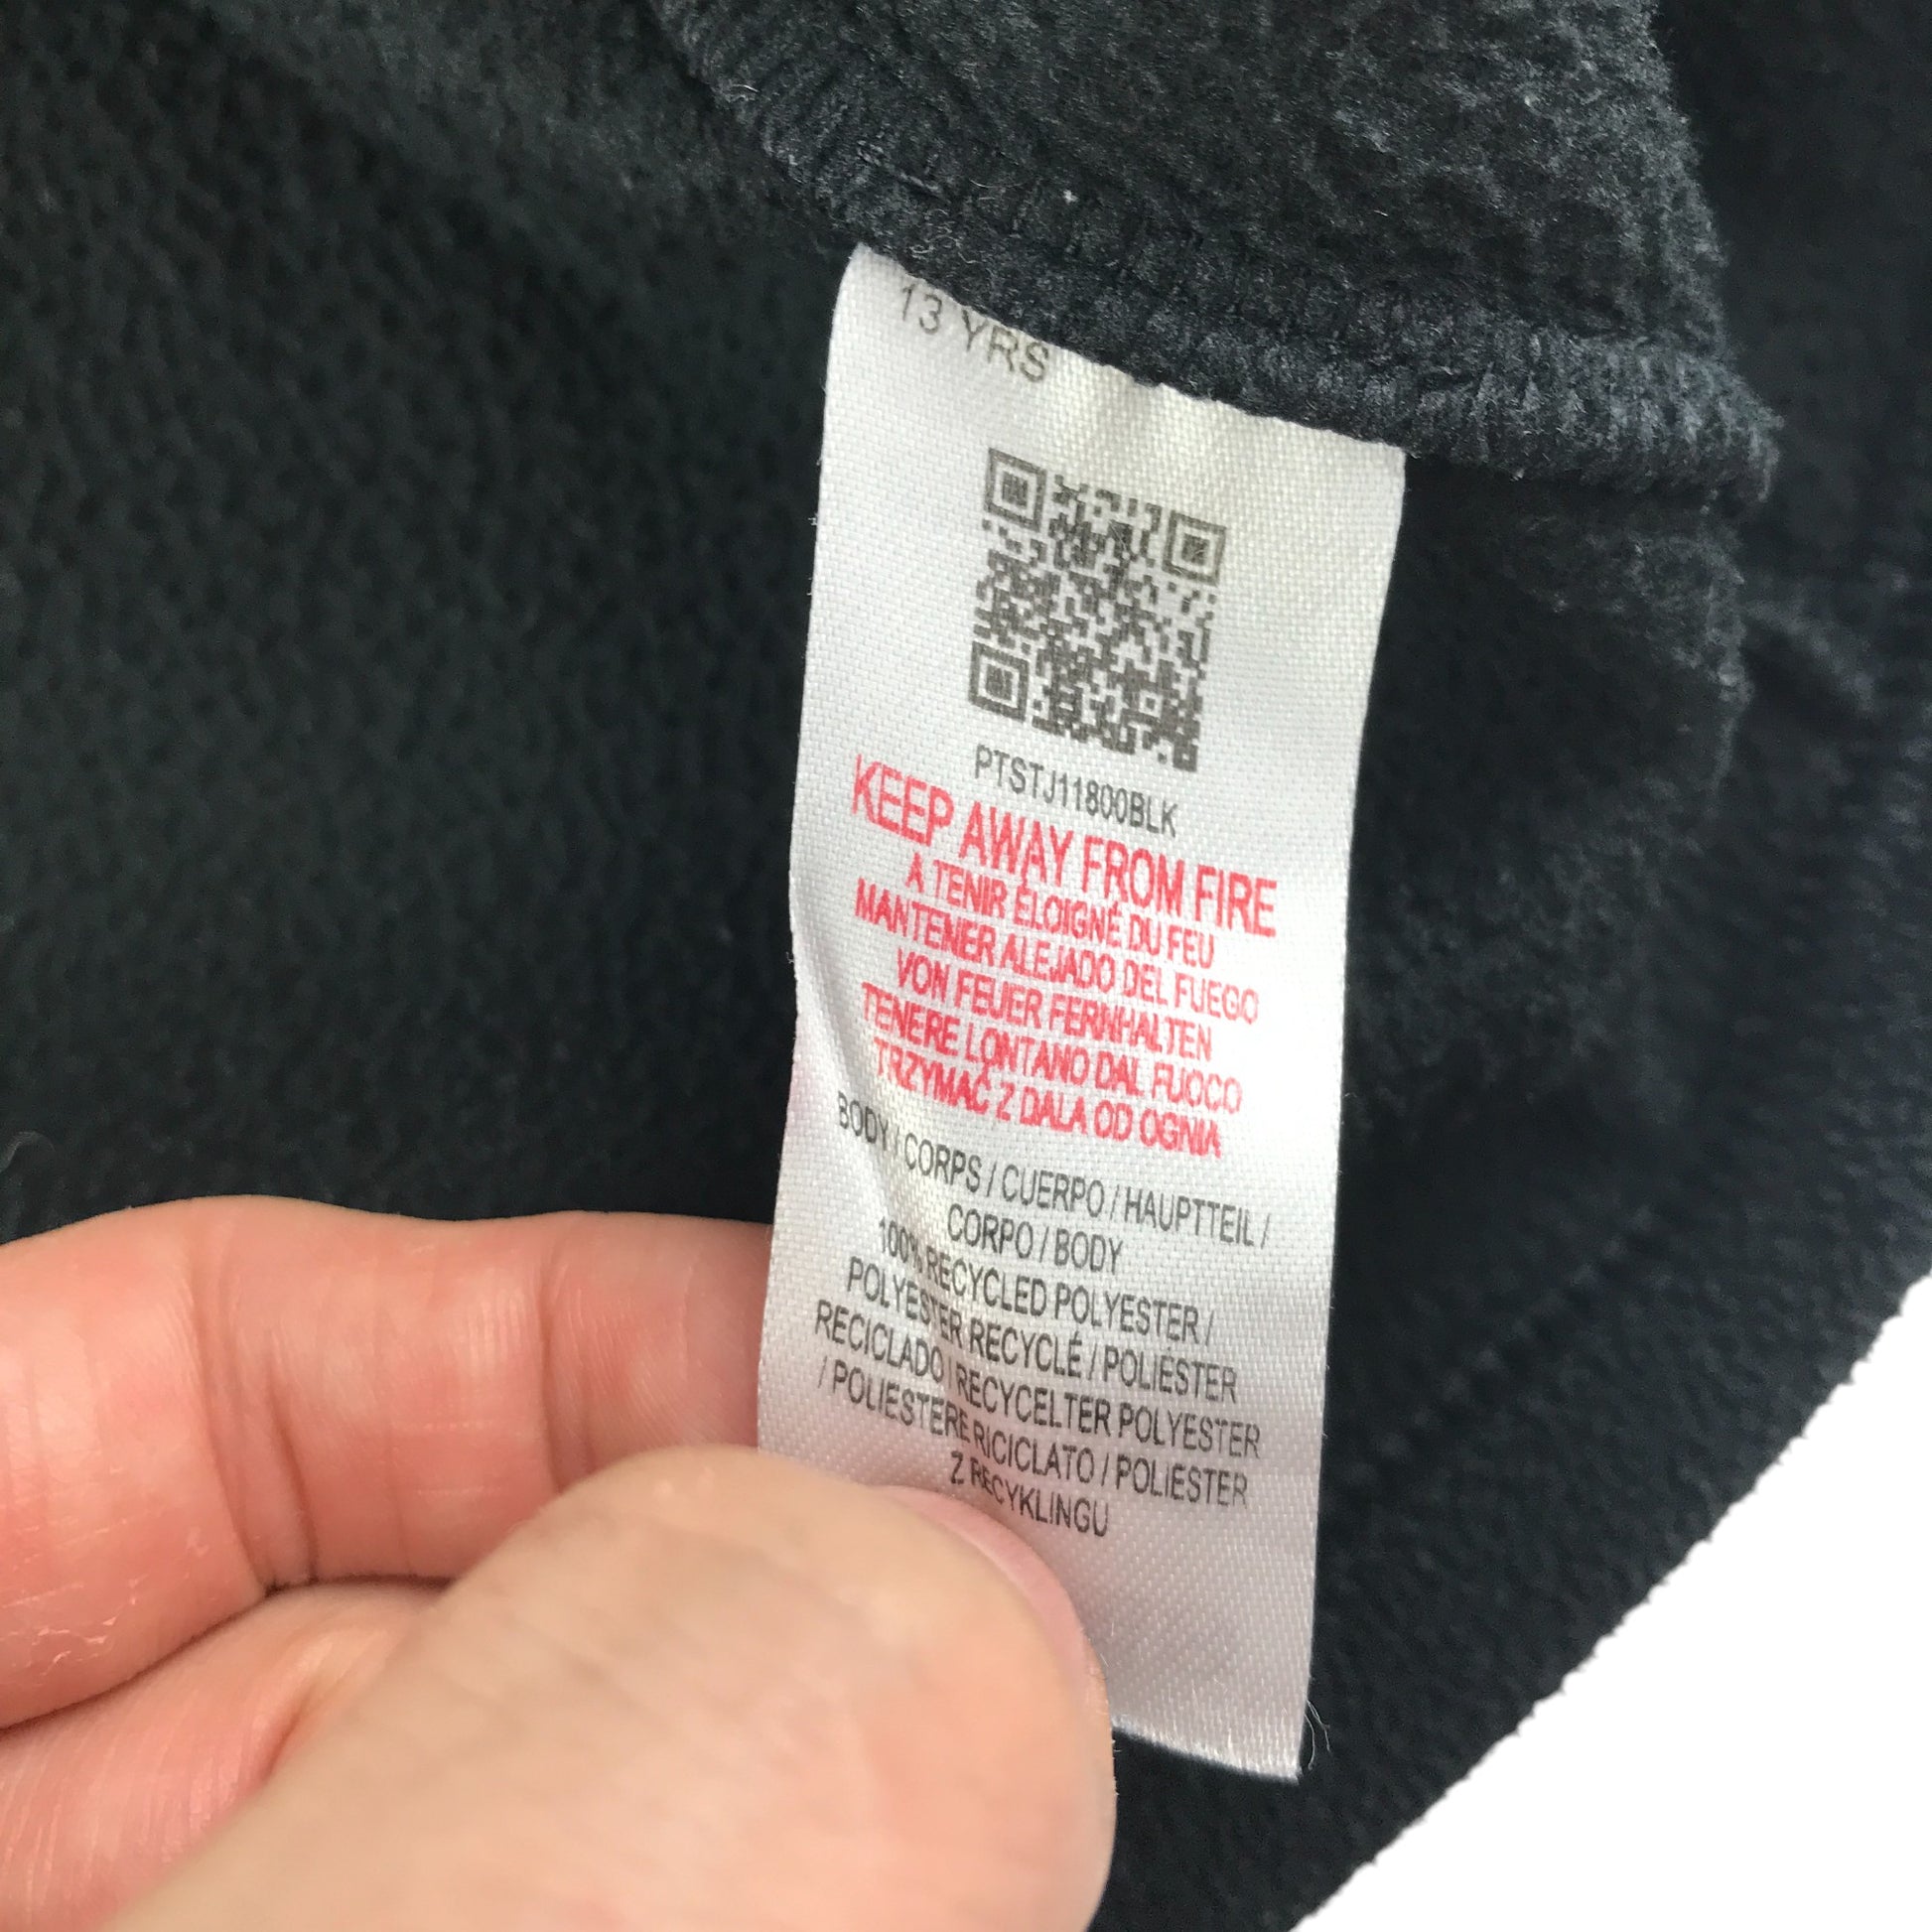 13 YRS
PTSTJ11800BLK
KEEP AWAY FROM FIRE
A TENIR ÉLOIGNÉ DU FEU
MANTENER ALEJADO DEL FUEGO
VON FEUER FERNHALTEN
TENERE LONTANO DAL FUOCO
TRZYMAĆ Z DALA OD OGNIA
BODY / CORPS / CUERPO / HAUPTTEIL /
CORPO / BODY
100% RECYCLED POLYESTER /
POLYESTER RECYCLÉ / POLIÉSTER
RECICLADO / RECYCELTER POLYESTER
/ POLIESTERE RICICLATO / POLIESTER
Z RECYKLINGU